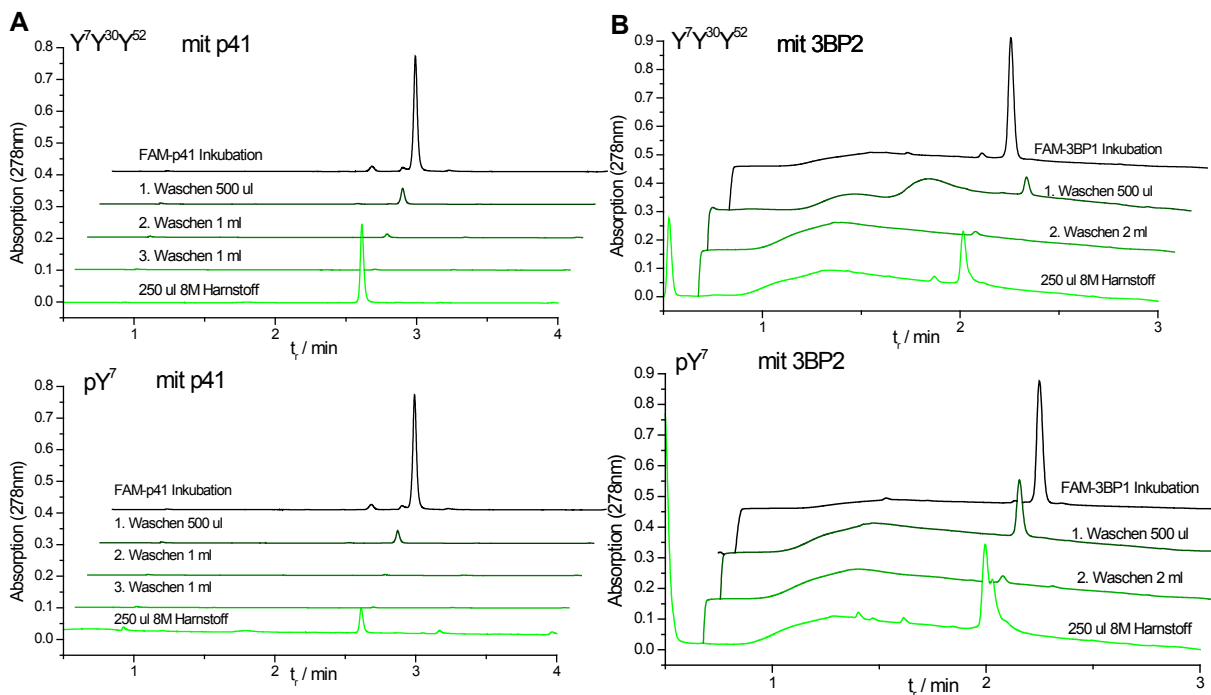 A
Y⁷Y³⁰Y⁵² mit p41
0.8
0.7
0.6
0.5
0.4
0.3
0.2
0.1
0.0
Absorption (278nm)
FAM-p41 Inkubation
1. Waschen 500 ul
2. Waschen 1 ml
3. Waschen 1 ml
250 ul 8M Harnstoff
1 2 3 4
tᵣ / min
B
Y⁷Y³⁰Y⁵² mit 3BP2
0.9
0.8
0.7
0.6
0.5
0.4
0.3
0.2
0.1
0.0
Absorption (278nm)
FAM-3BP1 Inkubation
1. Waschen 500 ul
2. Waschen 2 ml
250 ul 8M Harnstoff
1 2 3
tᵣ / min
pY⁷ mit p41
0.8
0.7
0.6
0.5
0.4
0.3
0.2
0.1
0.0
Absorption (278nm)
FAM-p41 Inkubation
1. Waschen 500 ul
2. Waschen 1 ml
3. Waschen 1 ml
250 ul 8M Harnstoff
1 2 3 4
tᵣ / min
pY⁷ mit 3BP2
0.9
0.8
0.7
0.6
0.5
0.4
0.3
0.2
0.1
0.0
Absorption (278nm)
FAM-3BP1 Inkubation
1. Waschen 500 ul
2. Waschen 2 ml
250 ul 8M Harnstoff
1 2 3
tᵣ / min